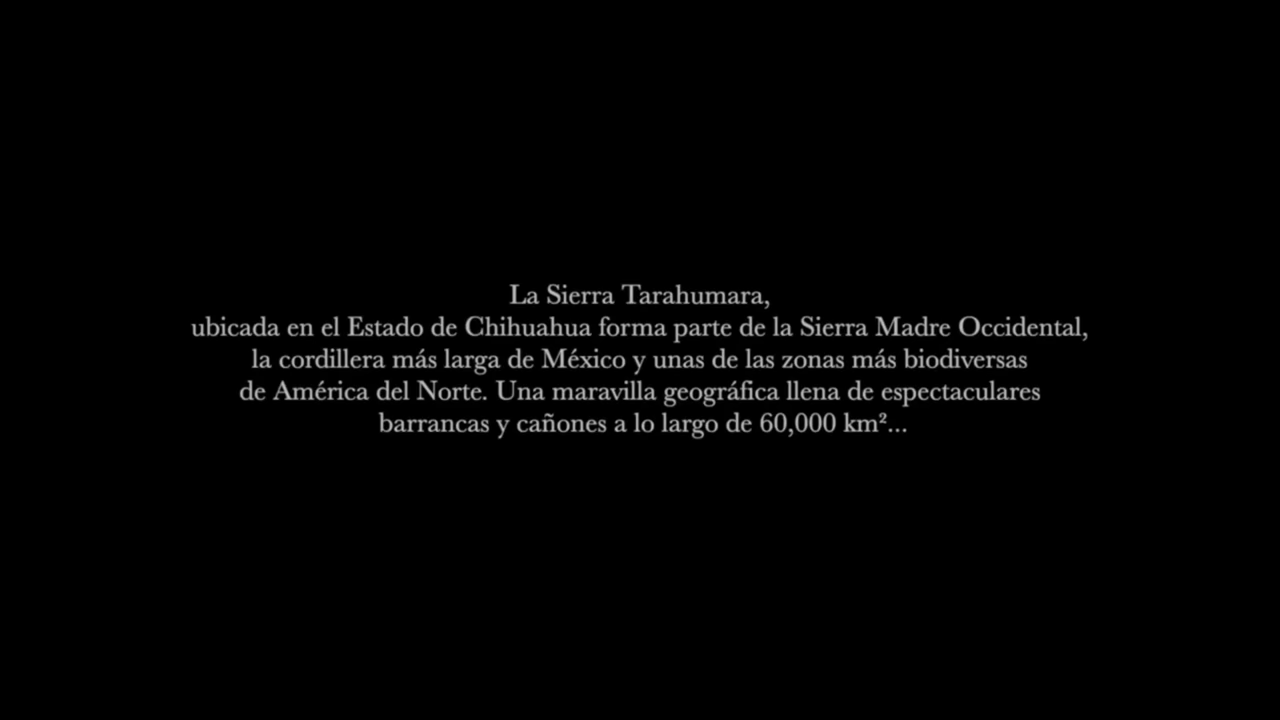 La Sierra Tarahumara,
ubicada en el Estado de Chihuahua forma parte de la Sierra Madre Occidental,
la cordillera más larga de México y unas de las zonas más biodiversas
de América del Norte. Una maravilla geográfica llena de espectaculares
barrancas y cañones a lo largo de 60,000 km²...